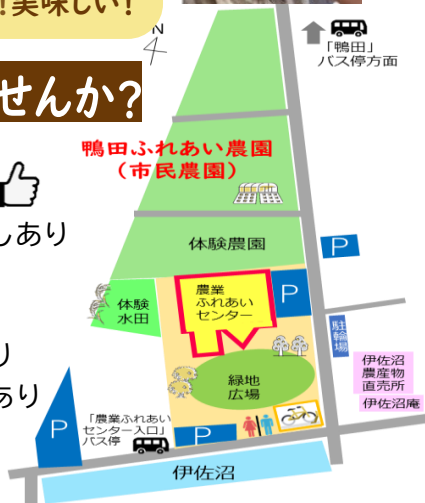 !美味しい!
N
「鴨田」
バス停方面
せんか?
鴨田ふれあい農園
(市民農園)
しあり
体験農園
P
農業
ふれあい
センター
P
体験
水田
駐輪場
り
あり
緑地
広場
伊佐沼
農産物
直売所
伊佐沼庵
P
「農業ふれあい
センター入口」
バス停
P
伊佐沼